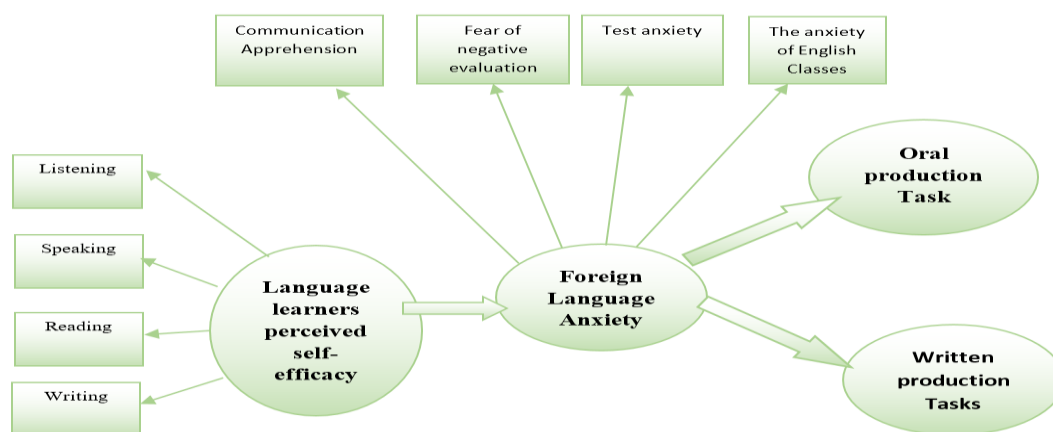 Communication
Apprehension
Fear of
negative
evaluation
Test anxiety
The anxiety
of English
Classes
Oral
production
Task
Listening
Speaking
Reading
Writing
Language
learners
perceived
self-
efficacy
Foreign
Language
Anxiety
Written
production
Tasks